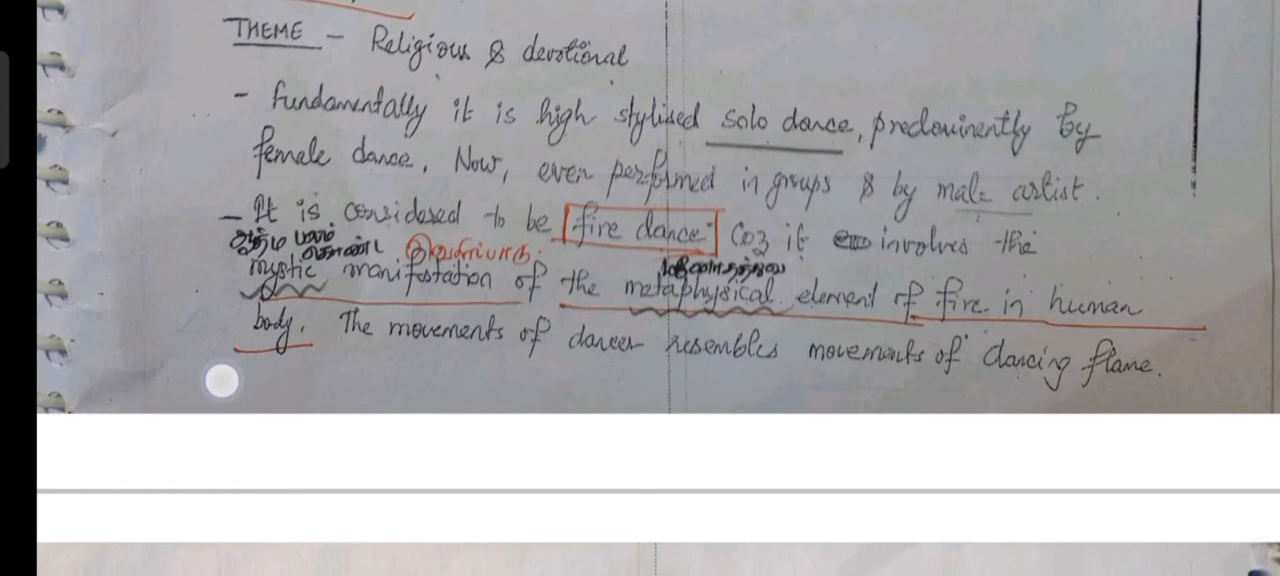 THEME - Religious & devotional
- fundamentally it is high stylised solo dance, predominently by
female dance. Now, even performed in groups & by male artist.
- It is considered to be "fire dance" Coz it involves the
mystic manifestation of the metaphysical element of fire in human
body. The movements of dancer resembles movements of dancing flame.